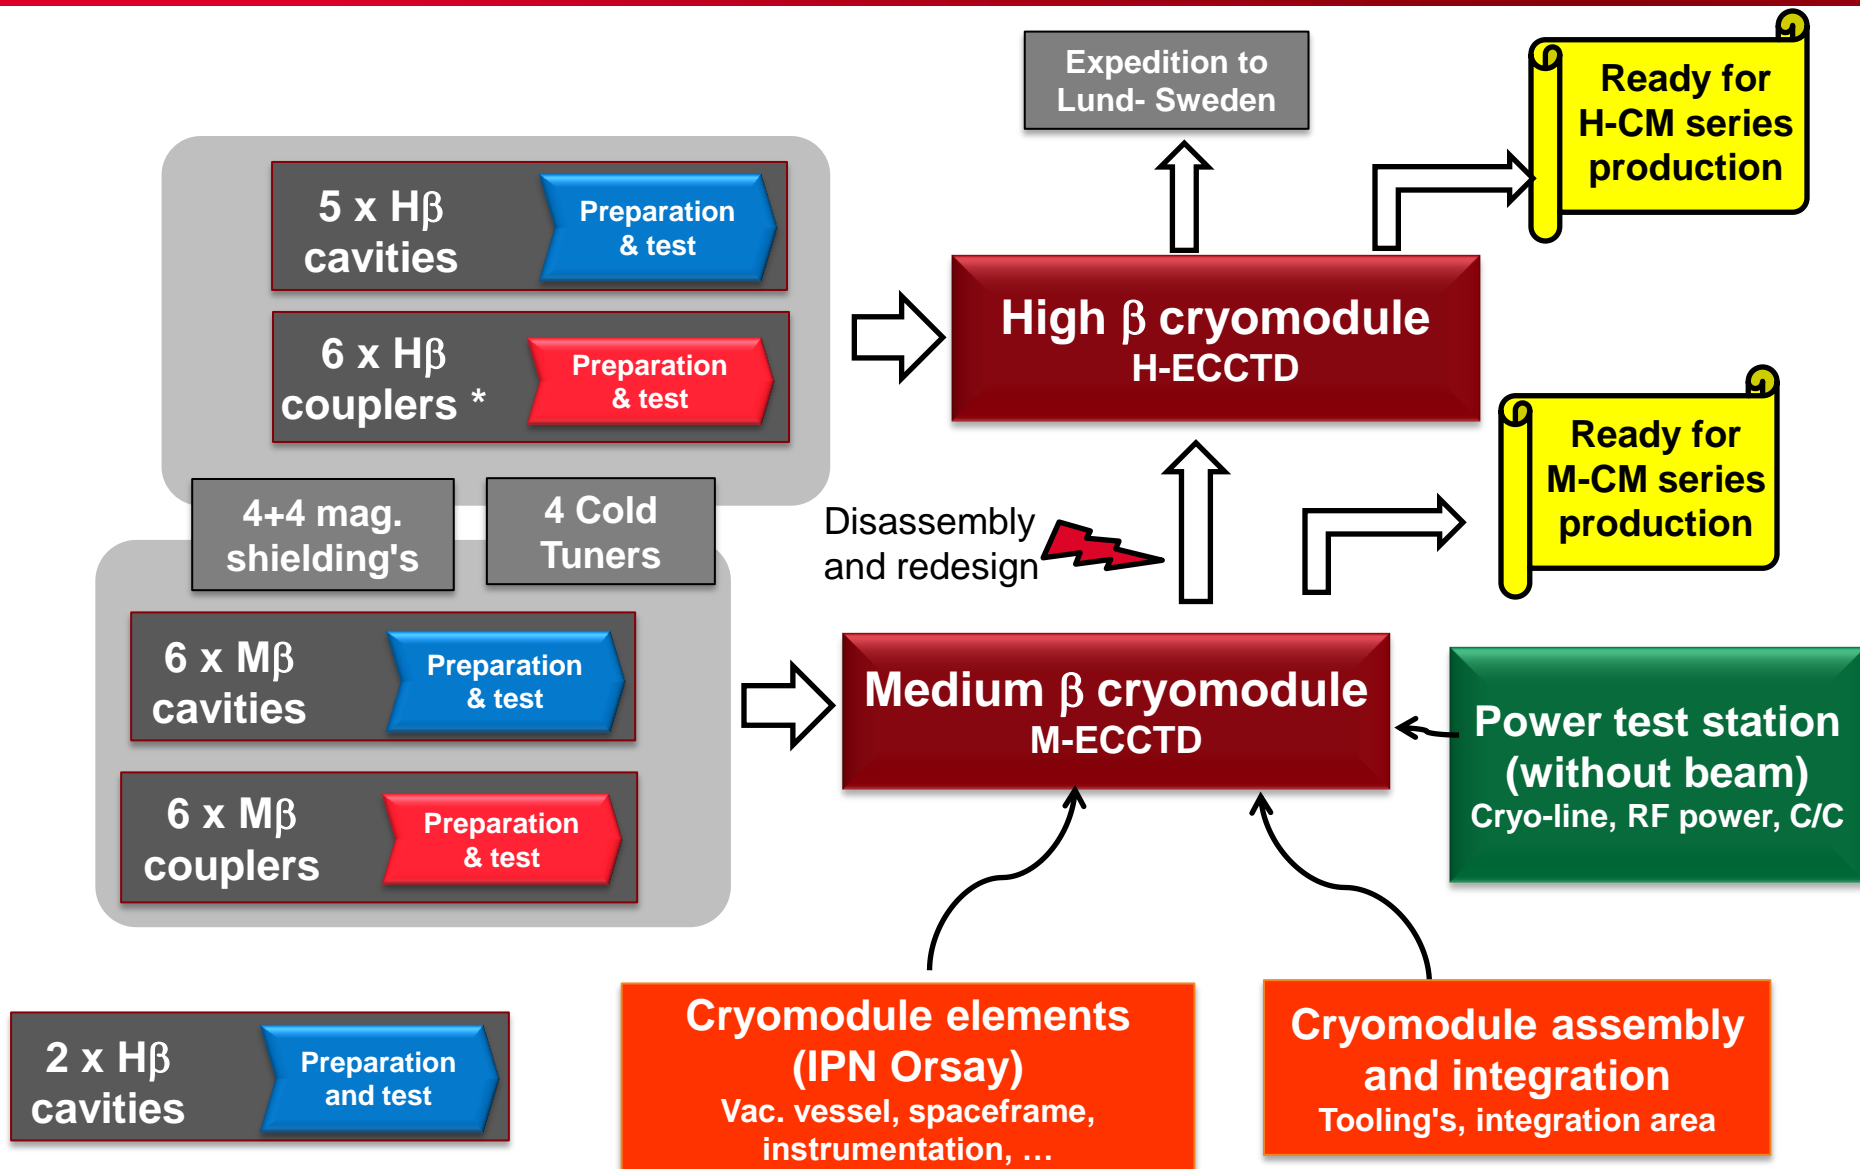 Expedition to
Lund- Sweden
Ready for
H-CM series
production
5 x Hβ
cavities
Preparation
& test
6 x Hβ
couplers *
Preparation
& test
High β cryomodule
H-ECCTD
4+4 mag.
shielding's
4 Cold
Tuners
Disassembly
and redesign
Ready for
M-CM series
production
6 x Mβ
cavities
Preparation
& test
6 x Mβ
couplers
Preparation
& test
Medium β cryomodule
M-ECCTD
Power test station
(without beam)
Cryo-line, RF power, C/C
2 x Hβ
cavities
Preparation
and test
Cryomodule elements
(IPN Orsay)
Vac. vessel, spaceframe,
instrumentation, …
Cryomodule assembly
and integration
Tooling's, integration area